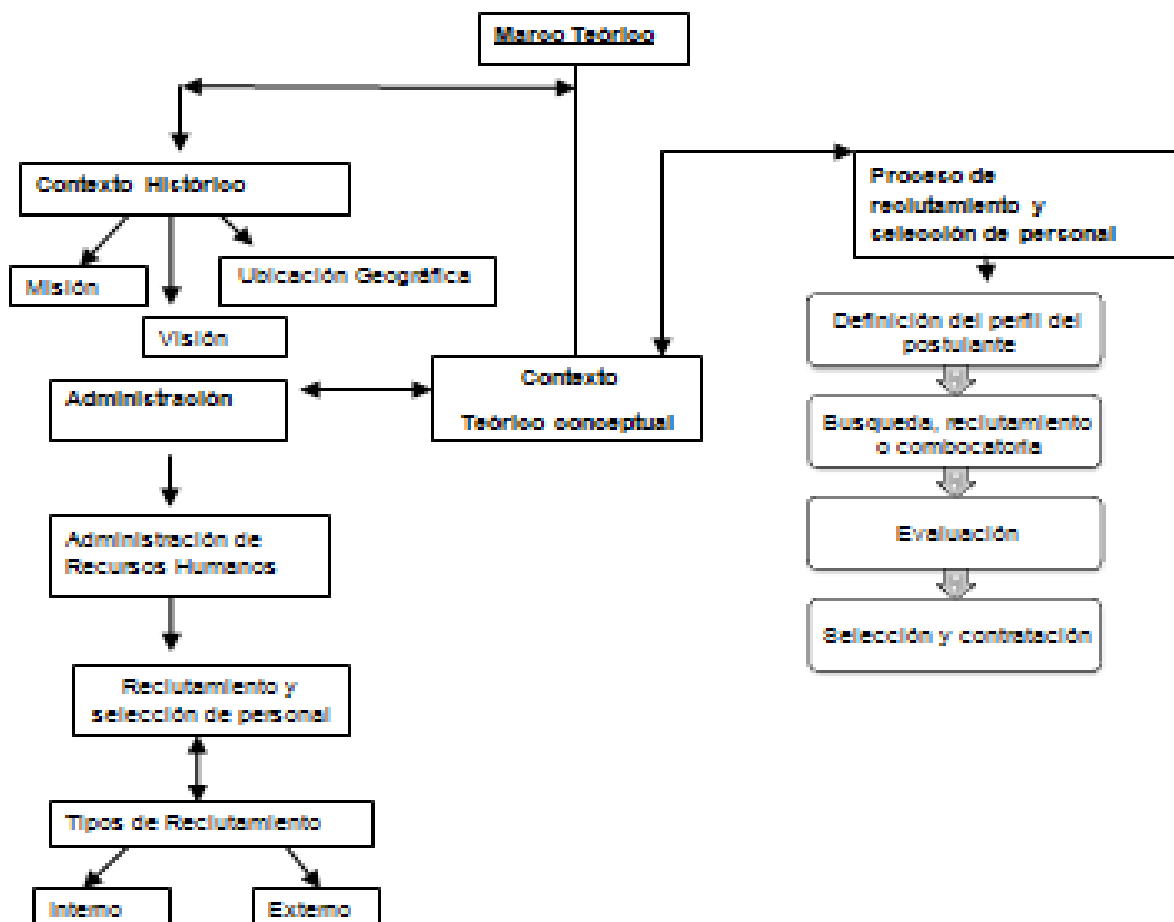 Marco Teórico
Contexto Histórico
Misión
Visión
Ubicación Geográfica
Administración
Contexto
Teórico conceptual
Administración de
Recursos Humanos
Reclutamiento y
selección de personal
Tipos de Reclutamiento
Interno
Externo
Proceso de
reclutamiento y
selección de personal
Definición del perfil del
postulante
Busqueda, reclutamiento
o combocatoria
Evaluación
Selección y contratación